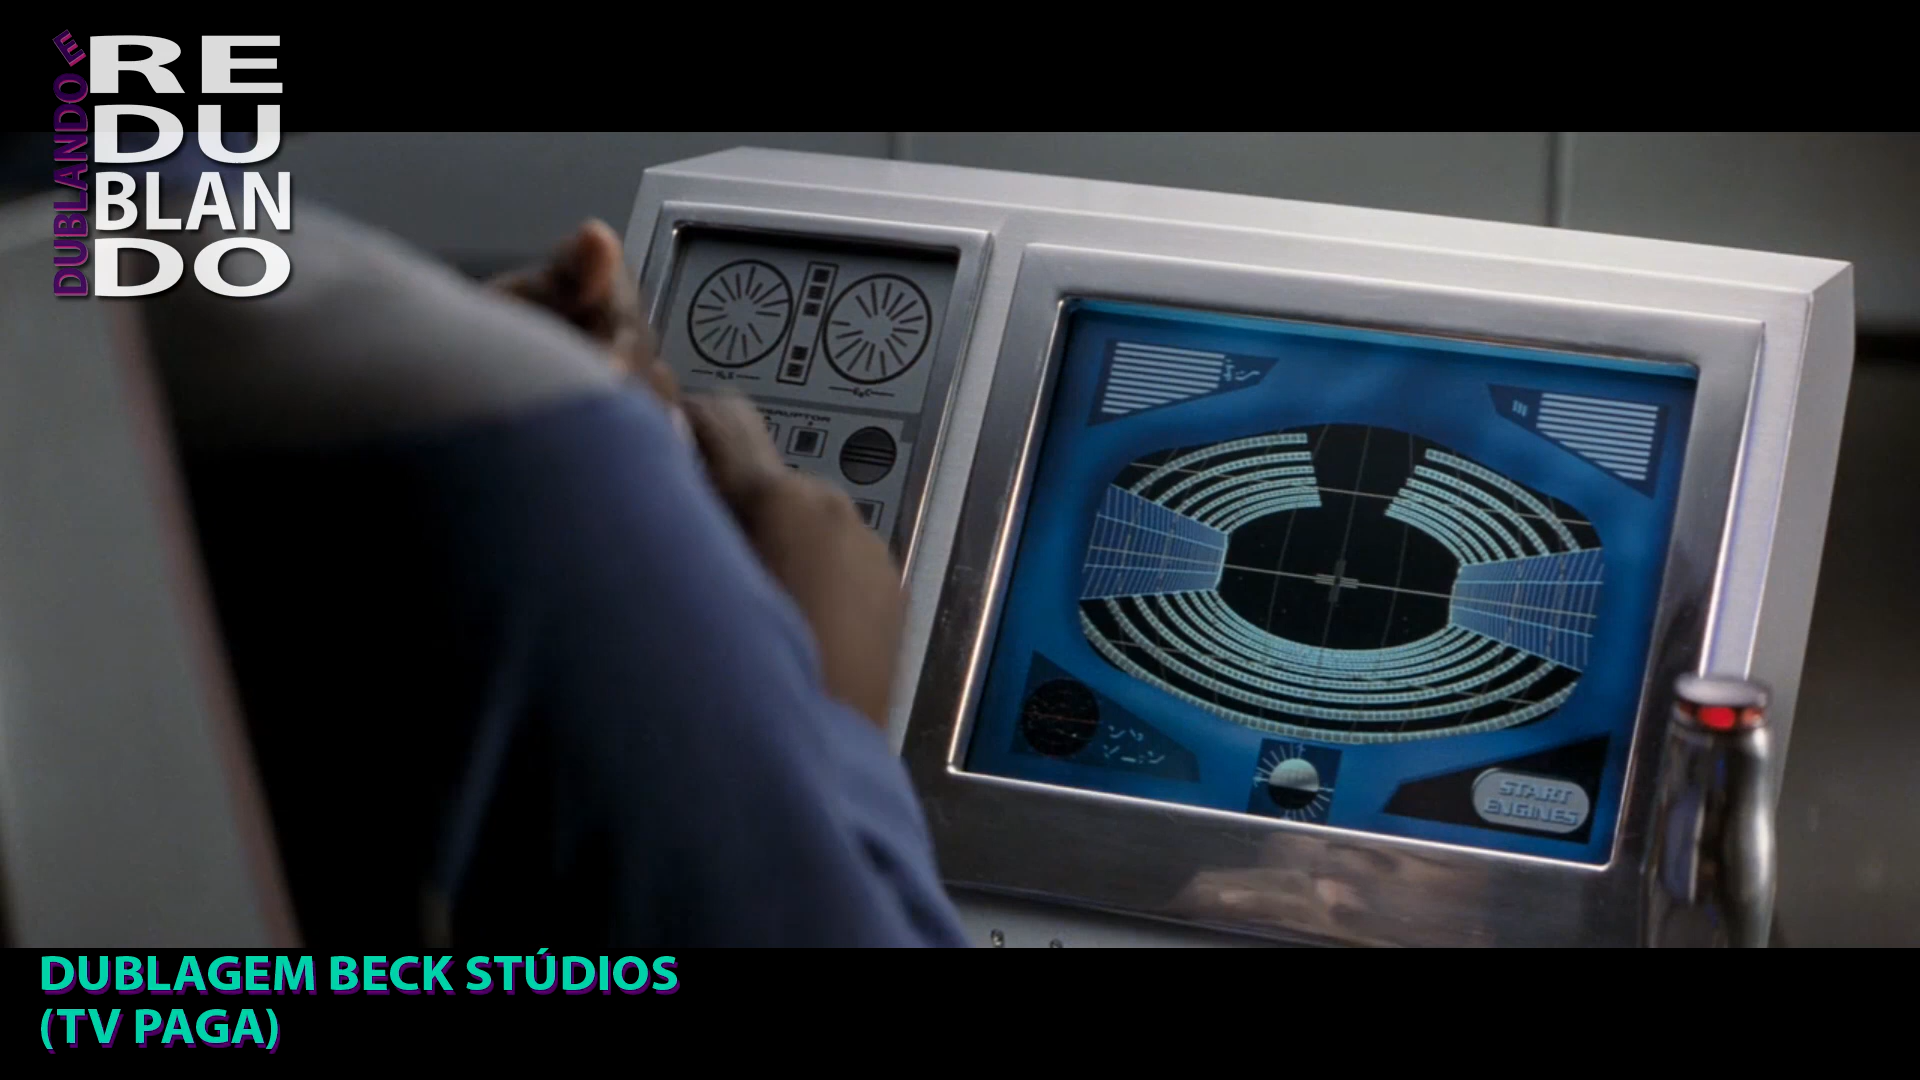 DUBLANDO E
RE
DU
BLAN
DO
START
ENGINES
DUBLAGEM BECK STÚDIOS
(TV PAGA)